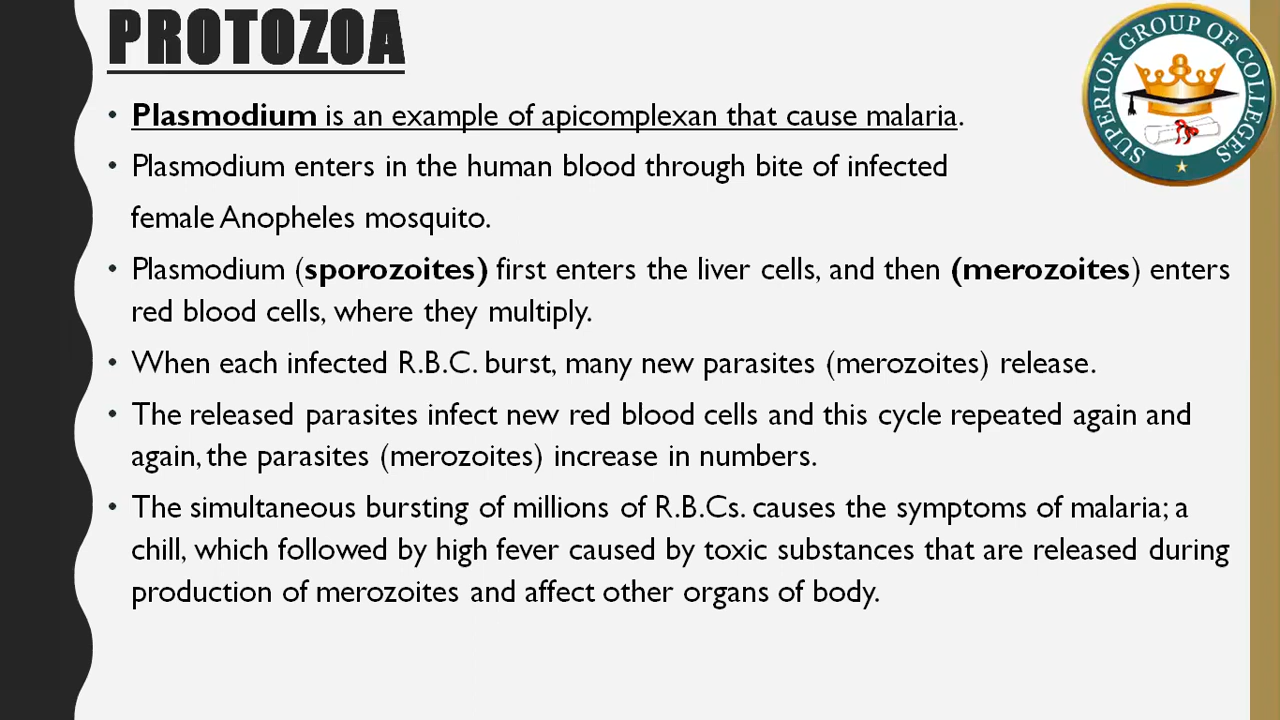 PROTOZOA
SUPERIOR GROUP OF COLLEGES
• Plasmodium is an example of apicomplexan that cause malaria.
• Plasmodium enters in the human blood through bite of infected
female Anopheles mosquito.
• Plasmodium (sporozoites) first enters the liver cells, and then (merozoites) enters
red blood cells, where they multiply.
• When each infected R.B.C. burst, many new parasites (merozoites) release.
• The released parasites infect new red blood cells and this cycle repeated again and
again, the parasites (merozoites) increase in numbers.
• The simultaneous bursting of millions of R.B.Cs. causes the symptoms of malaria; a
chill, which followed by high fever caused by toxic substances that are released during
production of merozoites and affect other organs of body.